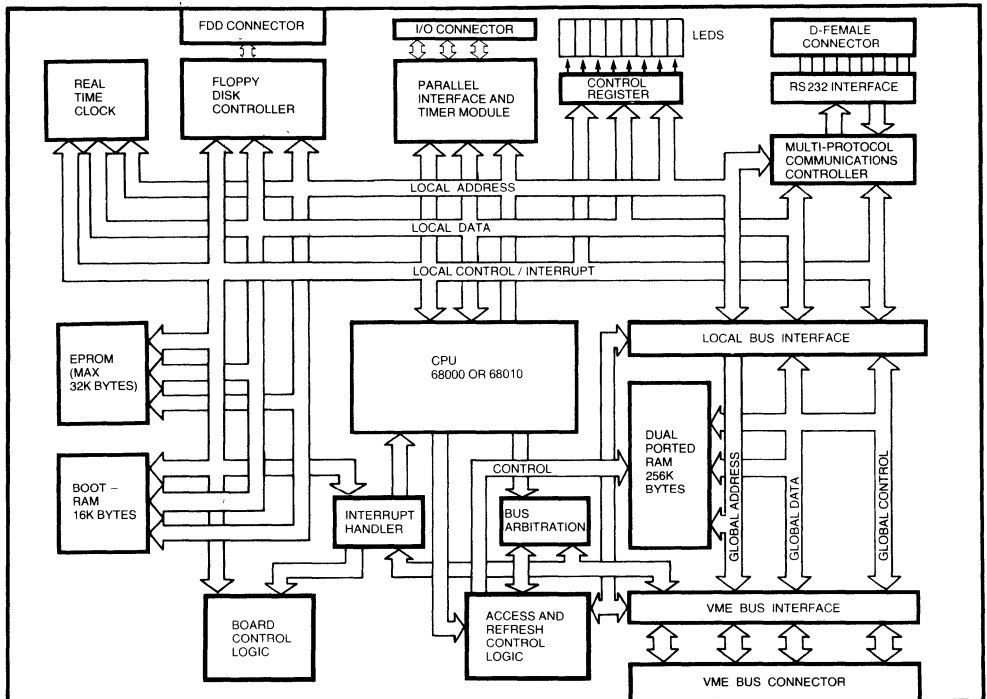 FDD CONNECTOR
I/O CONNECTOR
LEDS
D-FEMALE
CONNECTOR
REAL
TIME
CLOCK
FLOPPY
DISK
CONTROLLER
PARALLEL
INTERFACE AND
TIMER MODULE
CONTROL
REGISTER
RS232 INTERFACE
MULTI-PROTOCOL
COMMUNICATIONS
CONTROLLER
LOCAL ADDRESS
LOCAL DATA
LOCAL CONTROL / INTERRUPT
EPROM
(MAX
32K BYTES)
CPU
68000 OR 68010
LOCAL BUS INTERFACE
DUAL
PORTED
RAM
256K
BYTES
GLOBAL ADDRESS
GLOBAL DATA
GLOBAL CONTROL
BOOT –
RAM
16K BYTES
CONTROL
INTERRUPT
HANDLER
BUS
ARBITRATION
BOARD
CONTROL
LOGIC
ACCESS AND
REFRESH
CONTROL
LOGIC
VME BUS INTERFACE
VME BUS CONNECTOR